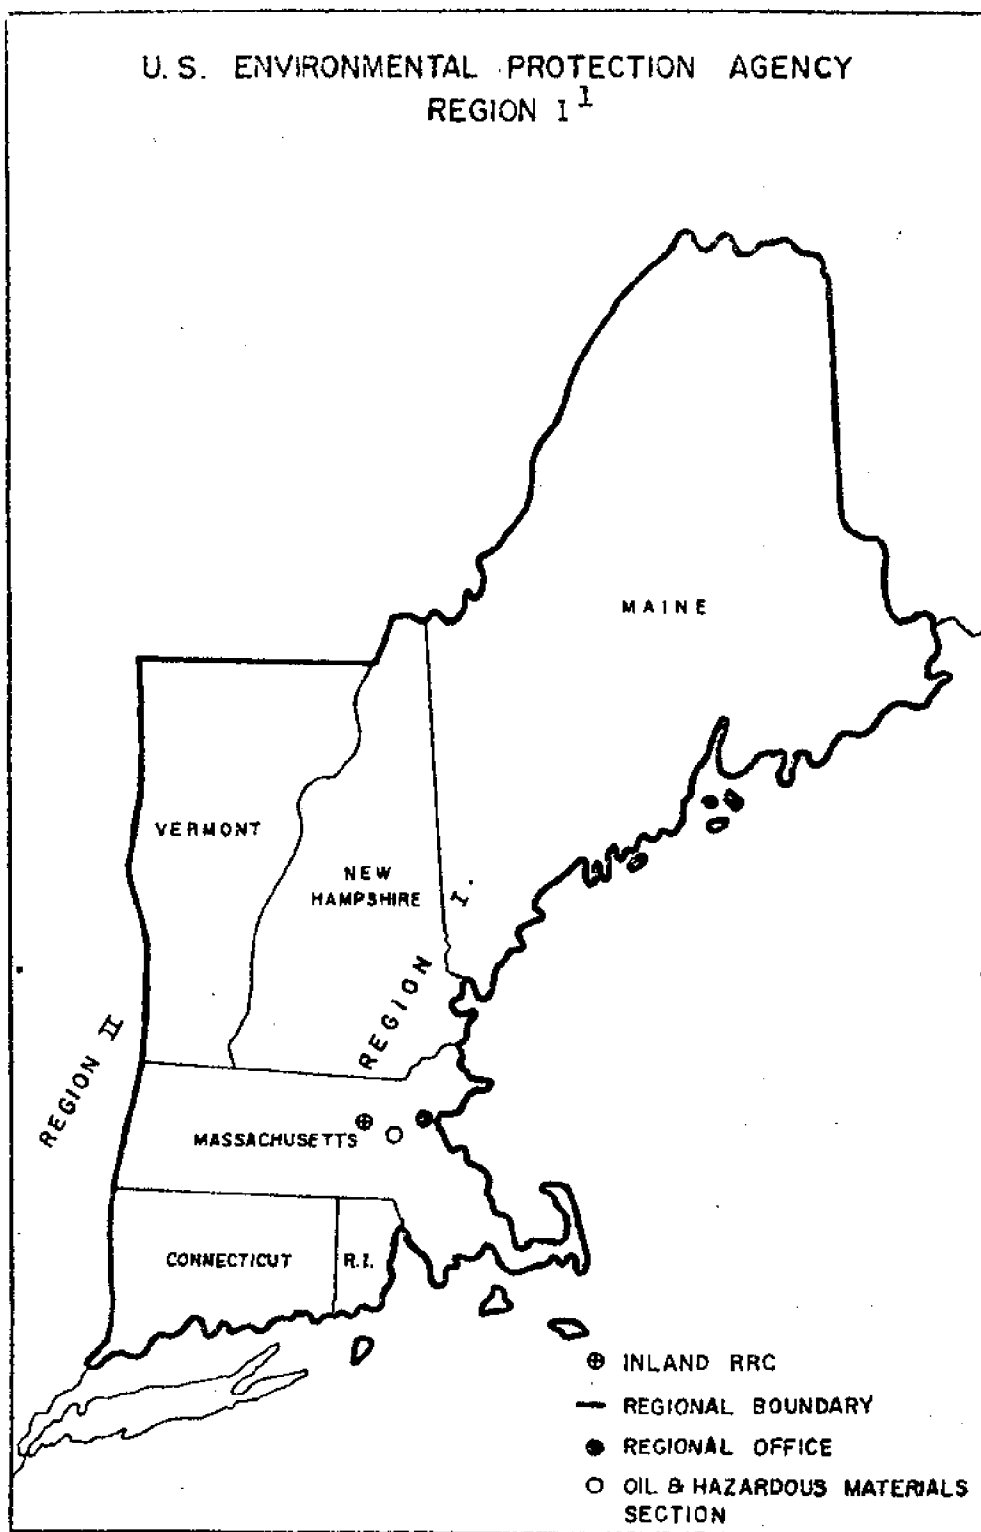 U. S. ENVIRONMENTAL PROTECTION AGENCY
REGION I 1
MAINE
VERMONT
NEW
HAMPSHIRE
REGION I.
REGION II
MASSACHUSETTS
CONNECTICUT
R.I.
INLAND RRC
REGIONAL BOUNDARY
REGIONAL OFFICE
OIL & HAZARDOUS MATERIALS
SECTION